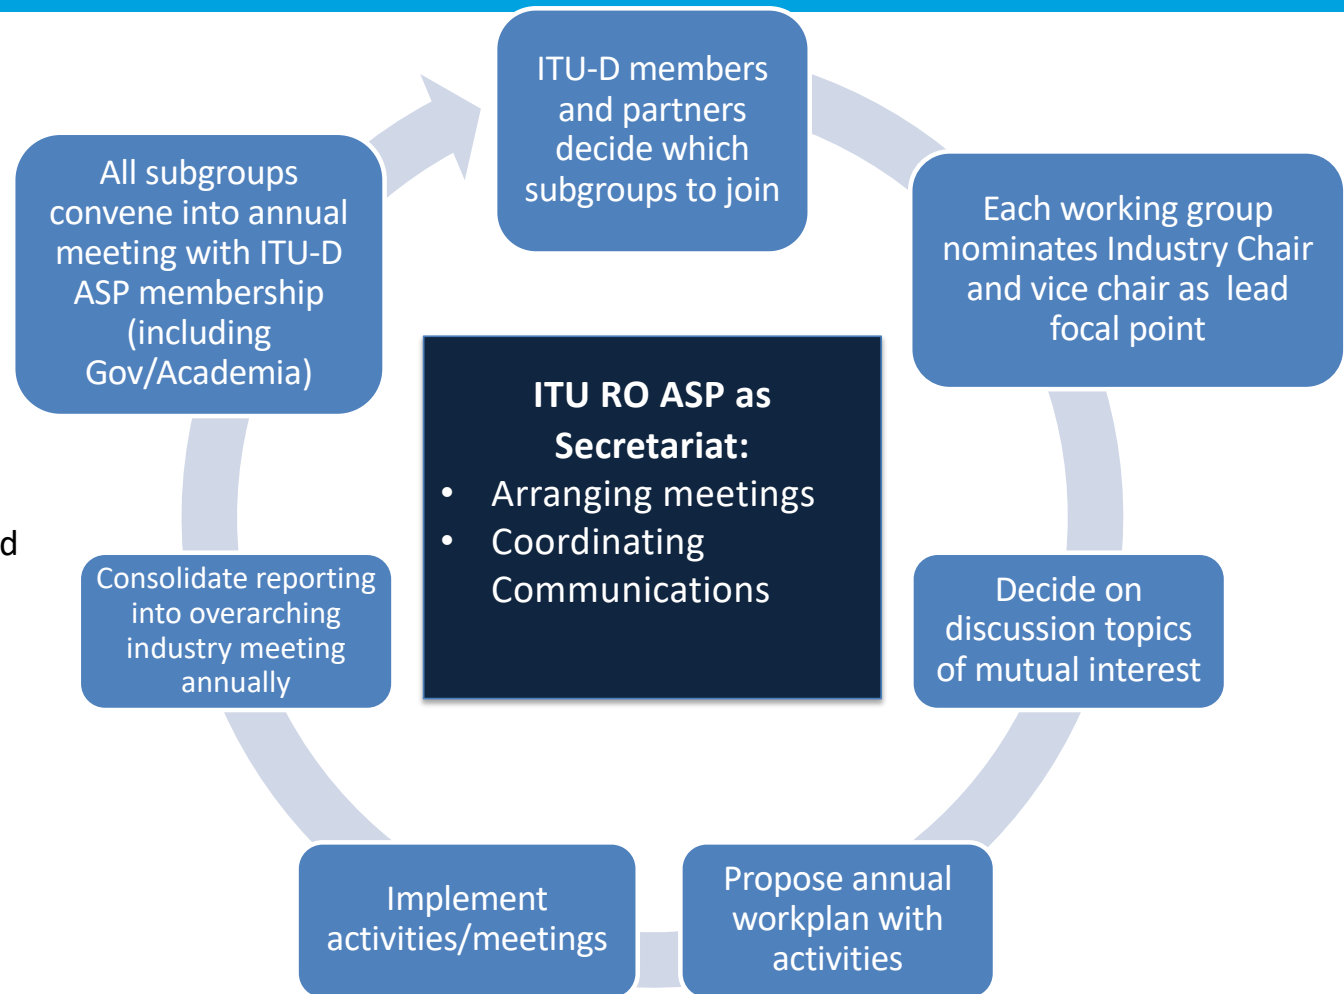 ITU-D members
and partners
decide which
subgroups to join
Each working group
nominates Industry Chair
and vice chair as lead
focal point
Decide on
discussion topics
of mutual interest
Propose annual
workplan with
activities
Implement
activities/meetings
Consolidate reporting
into overarching
industry meeting
annually
All subgroups
convene into annual
meeting with ITU-D
ASP membership
(including
Gov/Academia)
ITU RO ASP as
Secretariat:
• Arranging meetings
• Coordinating
Communications
d